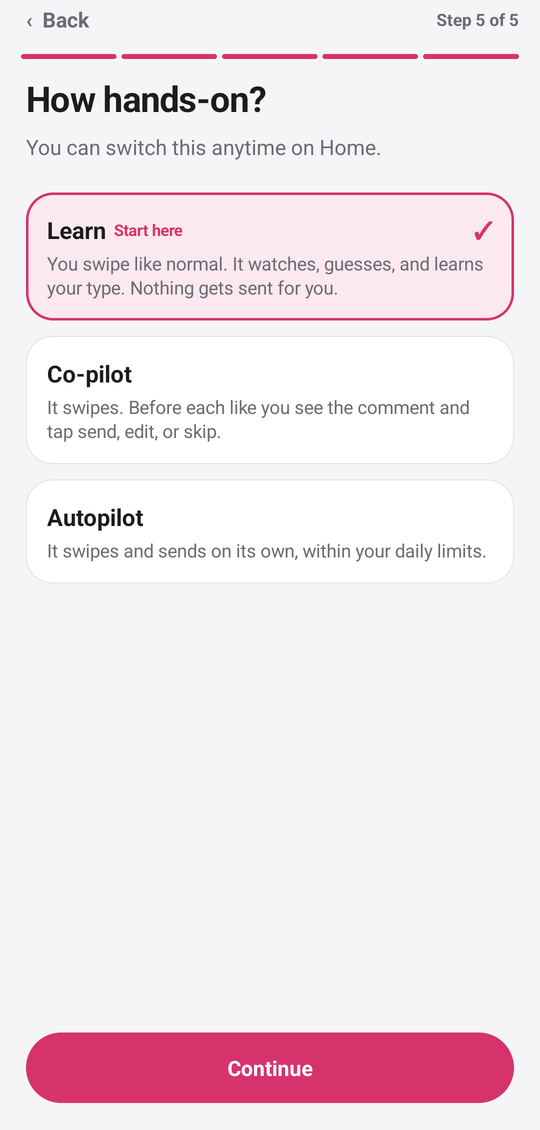 ‹ Back
Step 5 of 5
How hands-on?
You can switch this anytime on Home.
Learn Start here ✓
You swipe like normal. It watches, guesses, and learns
your type. Nothing gets sent for you.
Co-pilot
It swipes. Before each like you see the comment and
tap send, edit, or skip.
Autopilot
It swipes and sends on its own, within your daily limits.
Continue